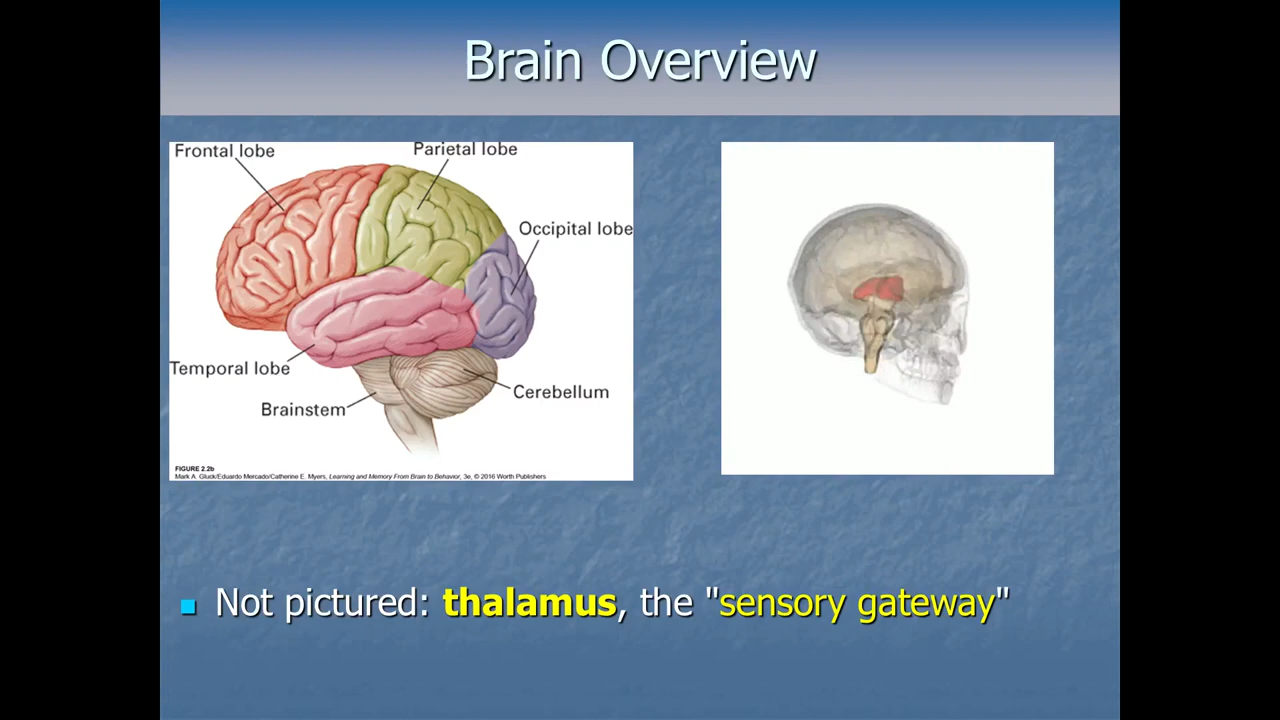 Brain Overview
Frontal lobe
Parietal lobe
Occipital lobe
Temporal lobe
Brainstem
Cerebellum
FIGURE 2.2b
Mark A. Gluck/Eduardo Mercado/Catherine E. Myers, Learning and Memory From Brain to Behavior, 3e, © 2016 Worth Publishers
Not pictured: thalamus, the "sensory gateway"